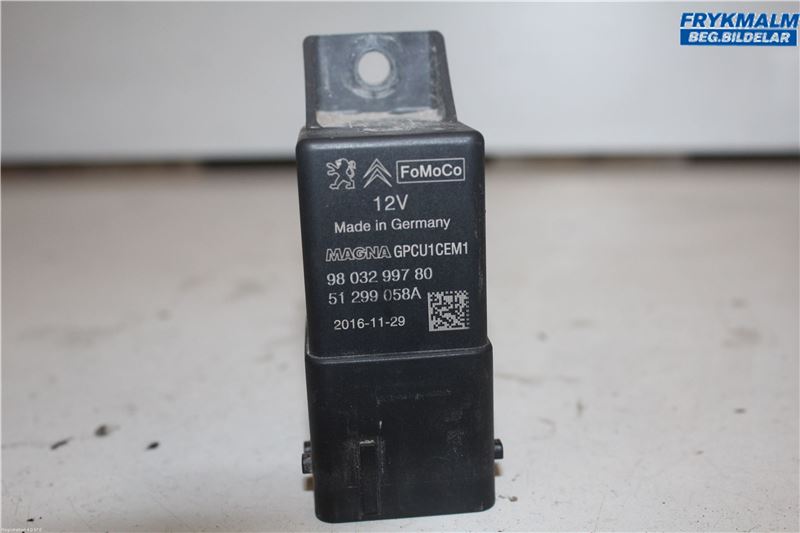 FRYKMALM
BEG.BILDELAR
FoMoCo
12V
Made in Germany
MAGNA GPCU1CEM1
98 032 997 80
51 299 058A
2016-11-29